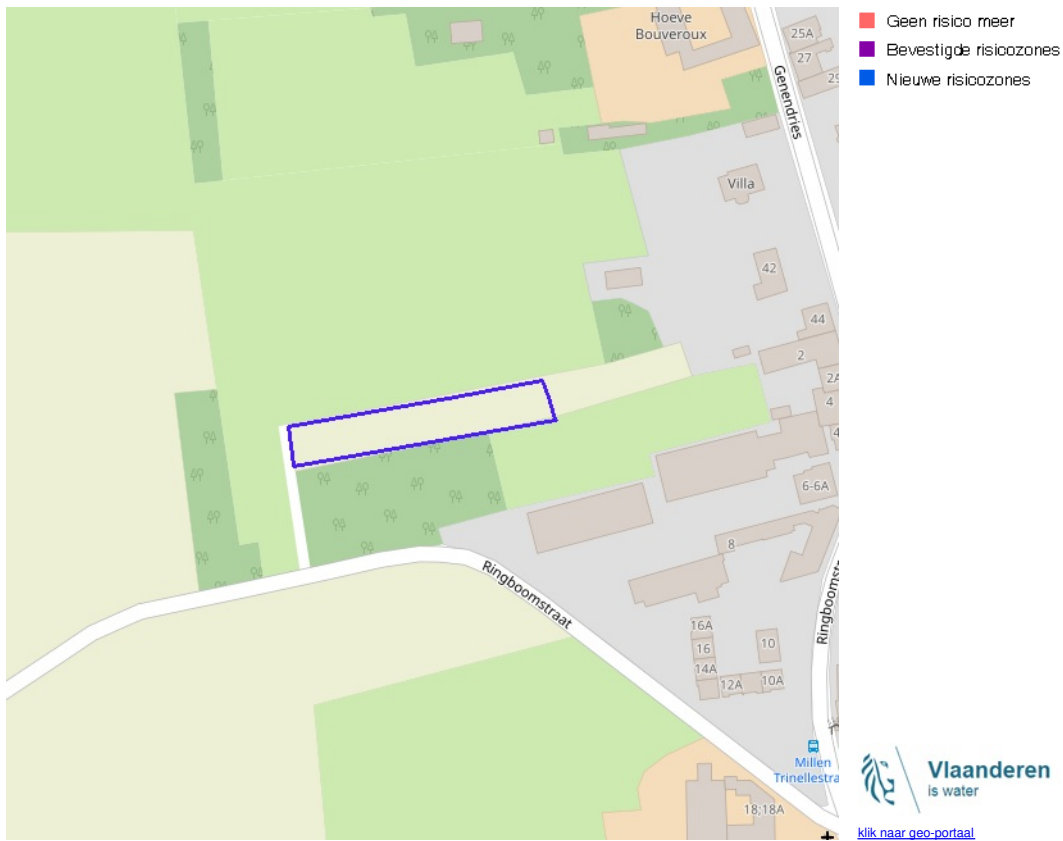 Hoeve
Bouveroux
25A
27
29
Genendries
Villa
42
44
2
2A
4
4
6-6A
8
Ringboomstraat
Ringboomstr
16A
16
14A
12A
10A
10
Millen
Trinellestra
18;18A
Geen risico meer
Bevestigde risicozones
Nieuwe risicozones
Vlaanderen
is water
klik naar geo-portaal